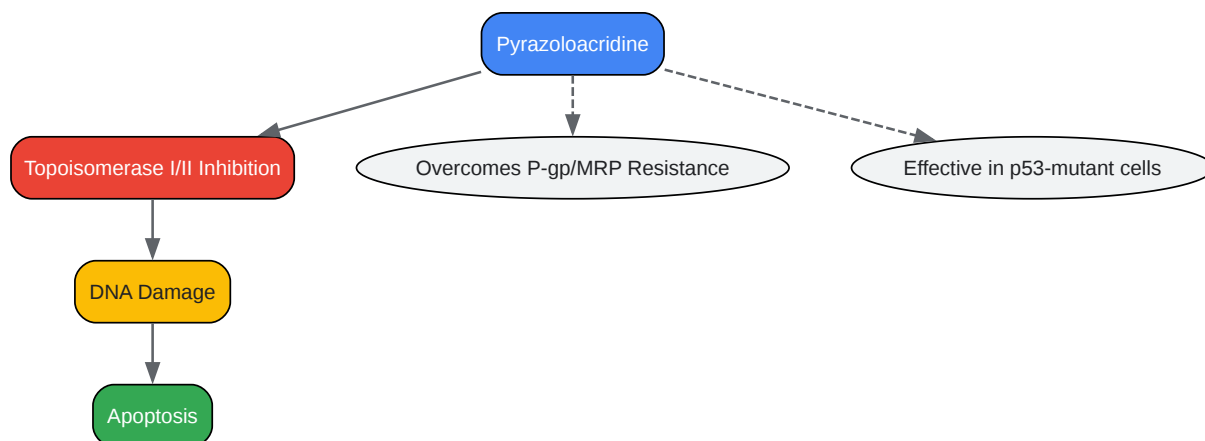 Pyrazoloacridine
Topoisomerase I/II Inhibition
Overcomes P-gp/MRP Resistance
Effective in p53-mutant cells
DNA Damage
Apoptosis